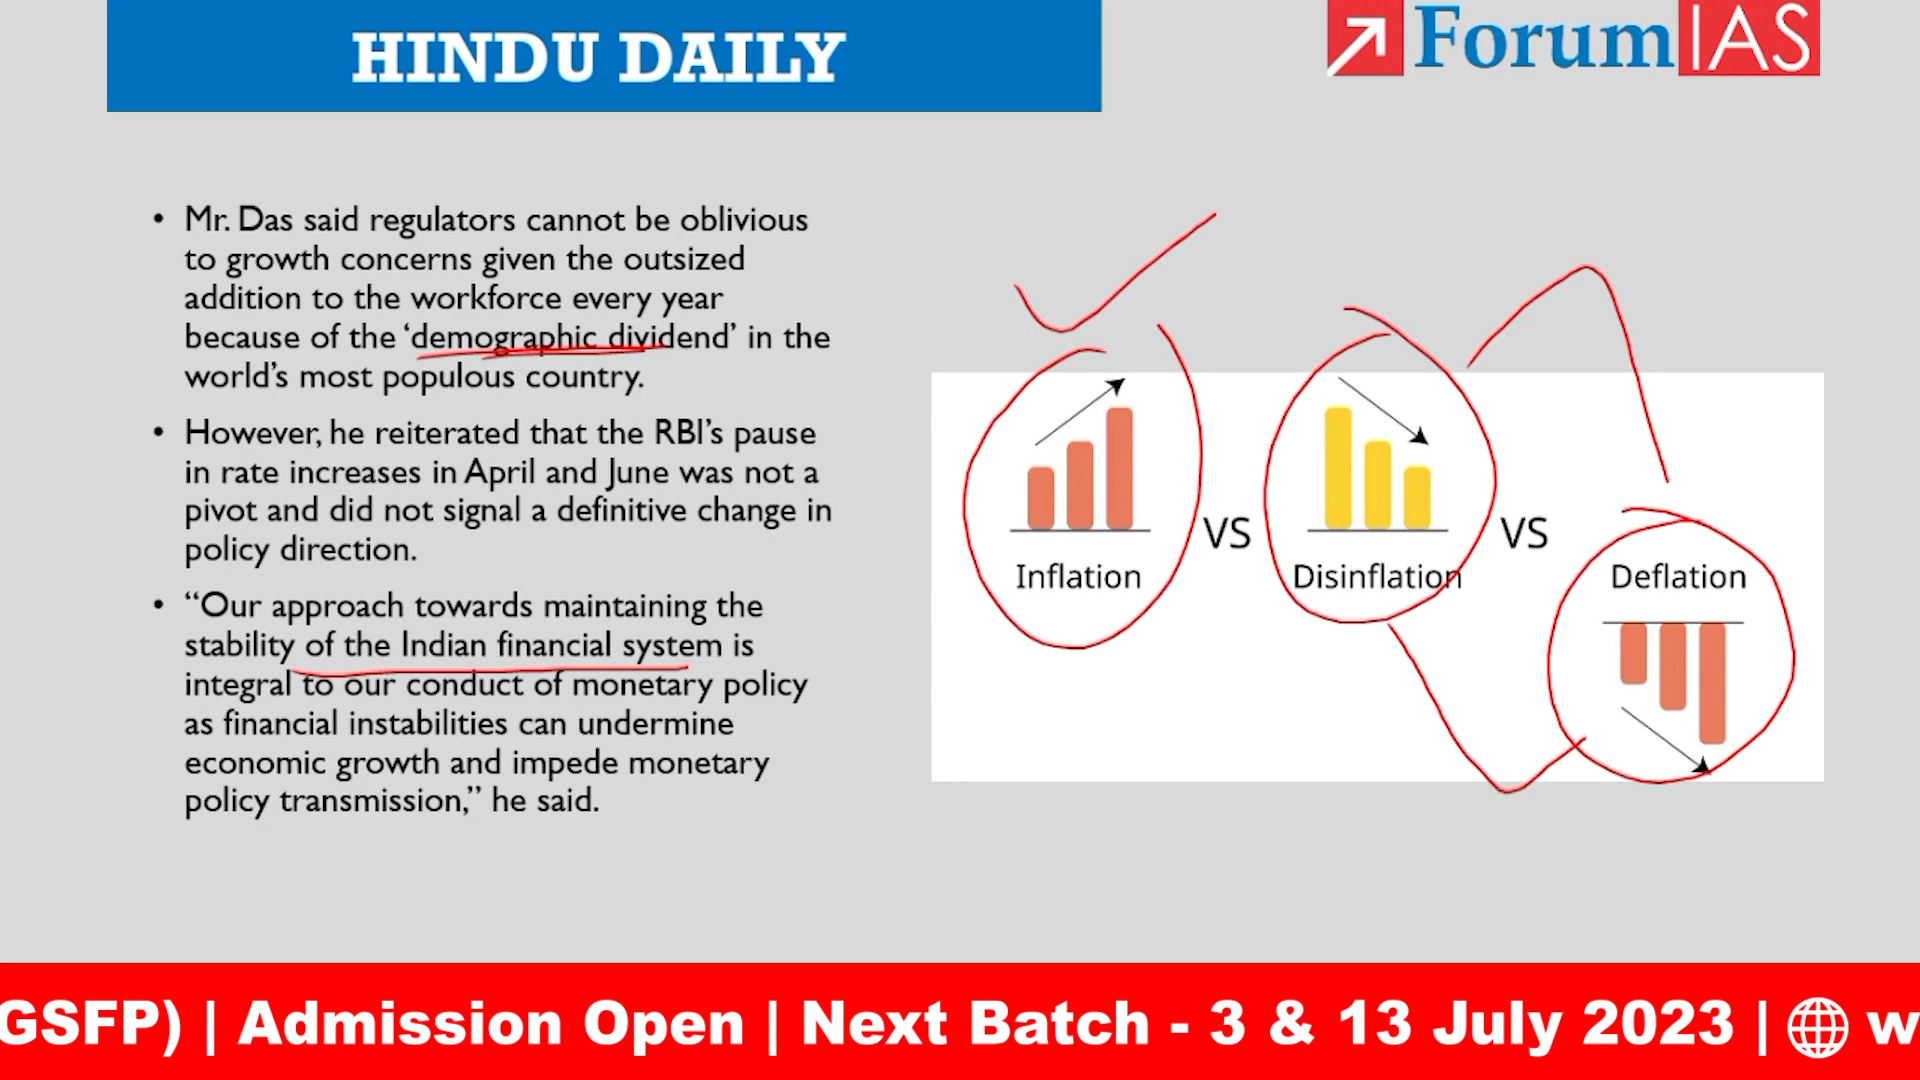 HINDU DAILY
ForumIAS
• Mr. Das said regulators cannot be oblivious
to growth concerns given the outsized
addition to the workforce every year
because of the ‘demographic dividend’ in the
world’s most populous country.
• However, he reiterated that the RBI’s pause
in rate increases in April and June was not a
pivot and did not signal a definitive change in
policy direction.
• “Our approach towards maintaining the
stability of the Indian financial system is
integral to our conduct of monetary policy
as financial instabilities can undermine
economic growth and impede monetary
policy transmission,” he said.
Inflation
VS
Disinflation
VS
Deflation
GSFP) | Admission Open | Next Batch - 3 & 13 July 2023 | w